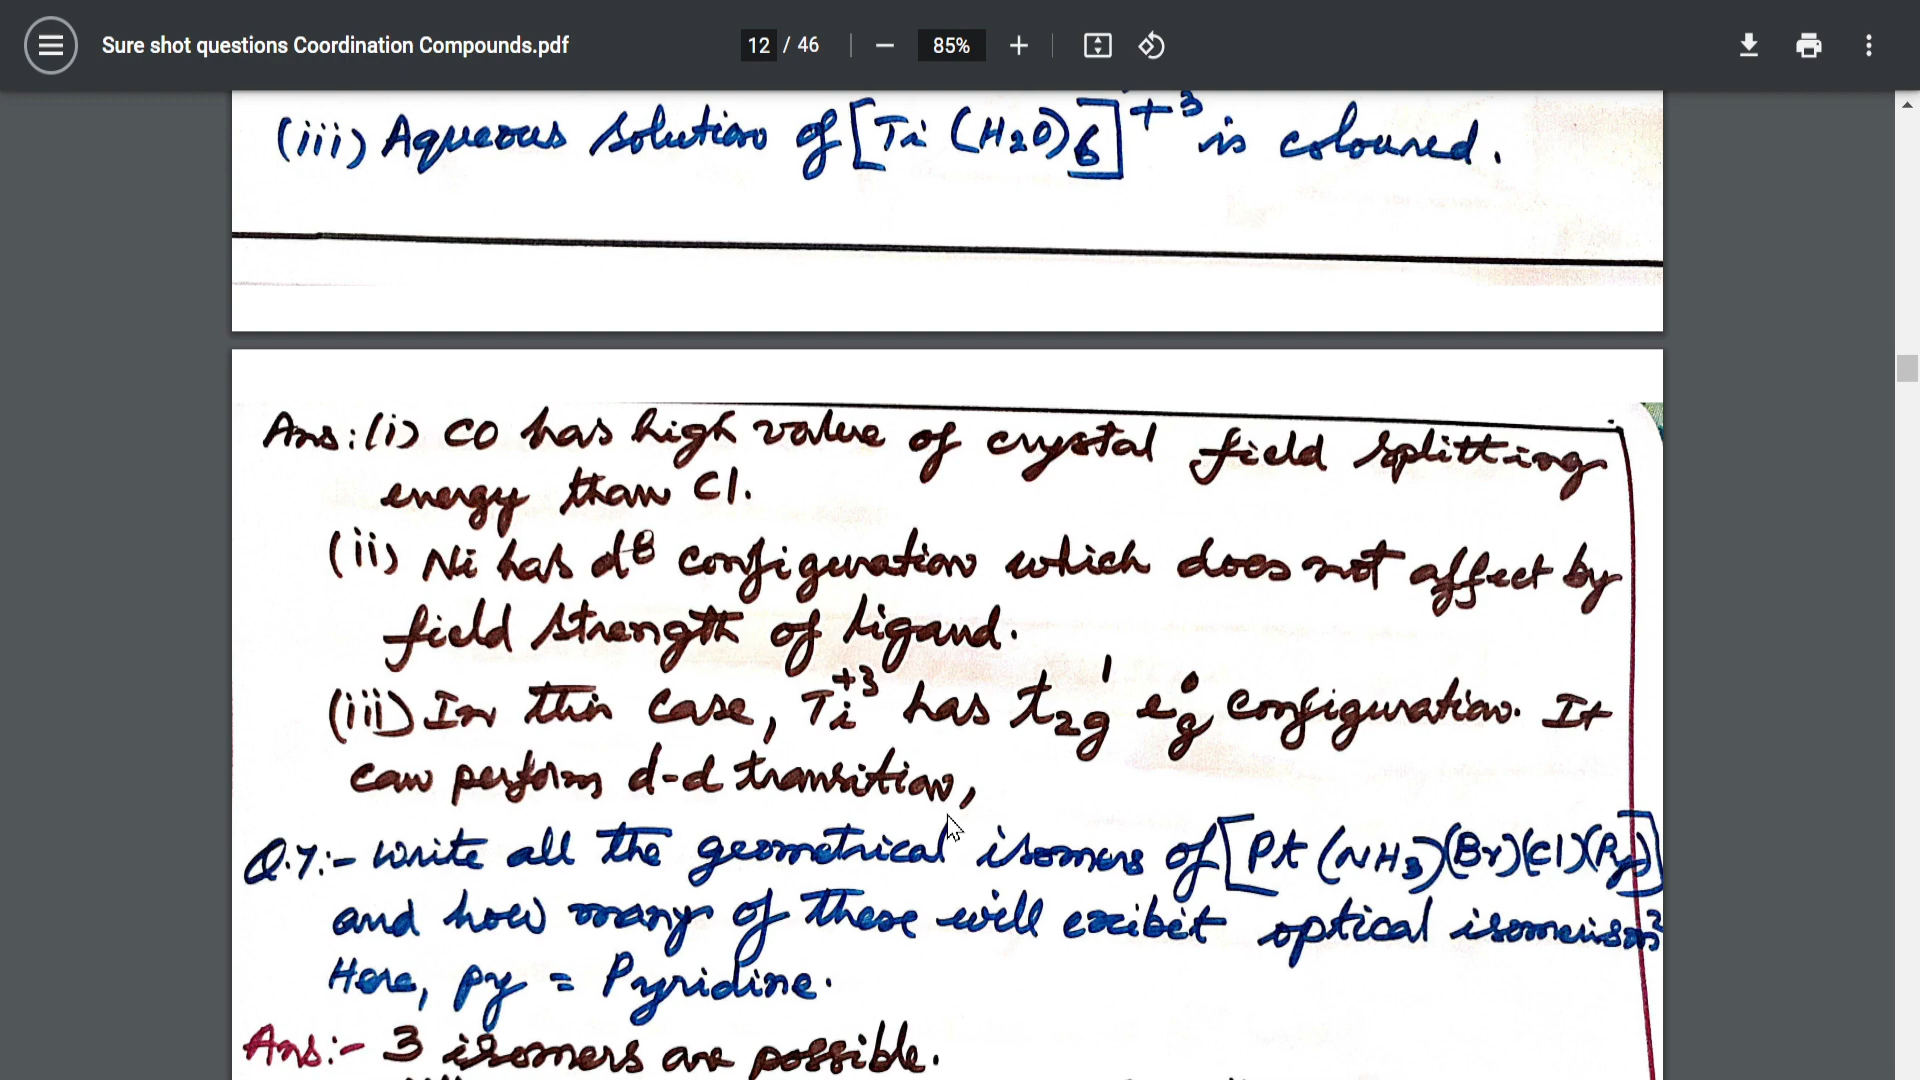 Sure shot questions Coordination Compounds.pdf
12 / 46
85%
(iii) Aqueous solution of [Ti (H2O)6]+3 is coloured.
Ans:(i) CO has high value of crystal field splitting
energy than Cl.
(ii) Ni has d8 configuration which does not affect by
field strength of ligand.
(iii) In this case, Ti+3 has t2g1 eg0 configuration. It
can perform d-d transition,
Q.7:- Write all the geometrical isomers of [Pt (NH3)(Br)(Cl)(Py)]
and how many of these will exibit optical isomerism?
Here, py = Pyridine.
Ans:- 3 isomers are possible.